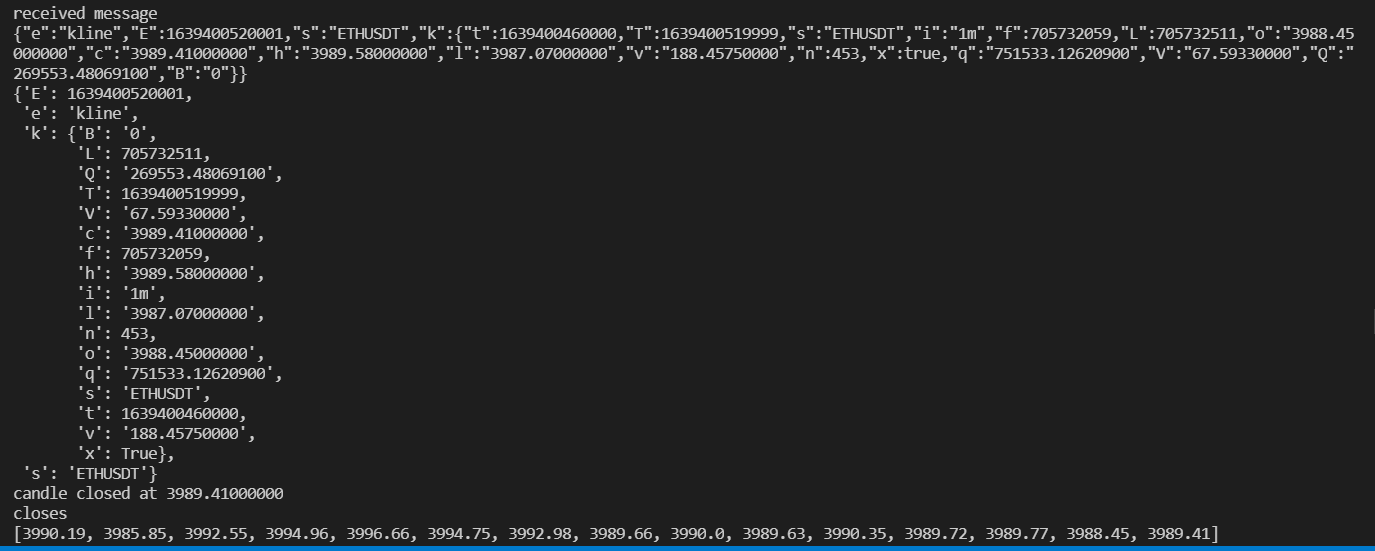 received message
{"e":"kline","E":1639400520001,"s":"ETHUSDT","k":{"t":1639400460000,"T":1639400519999,"s":"ETHUSDT","i":"1m","f":705732059,"L":705732511,"o":"3988.45
000000","c":"3989.41000000","h":"3989.58000000","l":"3987.07000000","v":"188.45750000","n":453,"x":true,"q":"751533.12620900","V":"67.59330000","Q":"
269553.48069100","B":"0"}}
{'E': 1639400520001,
 'e': 'kline',
 'k': {'B': '0',
       'L': 705732511,
       'Q': '269553.48069100',
       'T': 1639400519999,
       'V': '67.59330000',
       'c': '3989.41000000',
       'f': 705732059,
       'h': '3989.58000000',
       'i': '1m',
       'l': '3987.07000000',
       'n': 453,
       'o': '3988.45000000',
       'q': '751533.12620900',
       's': 'ETHUSDT',
       't': 1639400460000,
       'v': '188.45750000',
       'x': True},
 's': 'ETHUSDT'}
candle closed at 3989.41000000
closes
[3990.19, 3985.85, 3992.55, 3994.96, 3996.66, 3994.75, 3992.98, 3989.66, 3990.0, 3989.63, 3990.35, 3989.72, 3989.77, 3988.45, 3989.41]